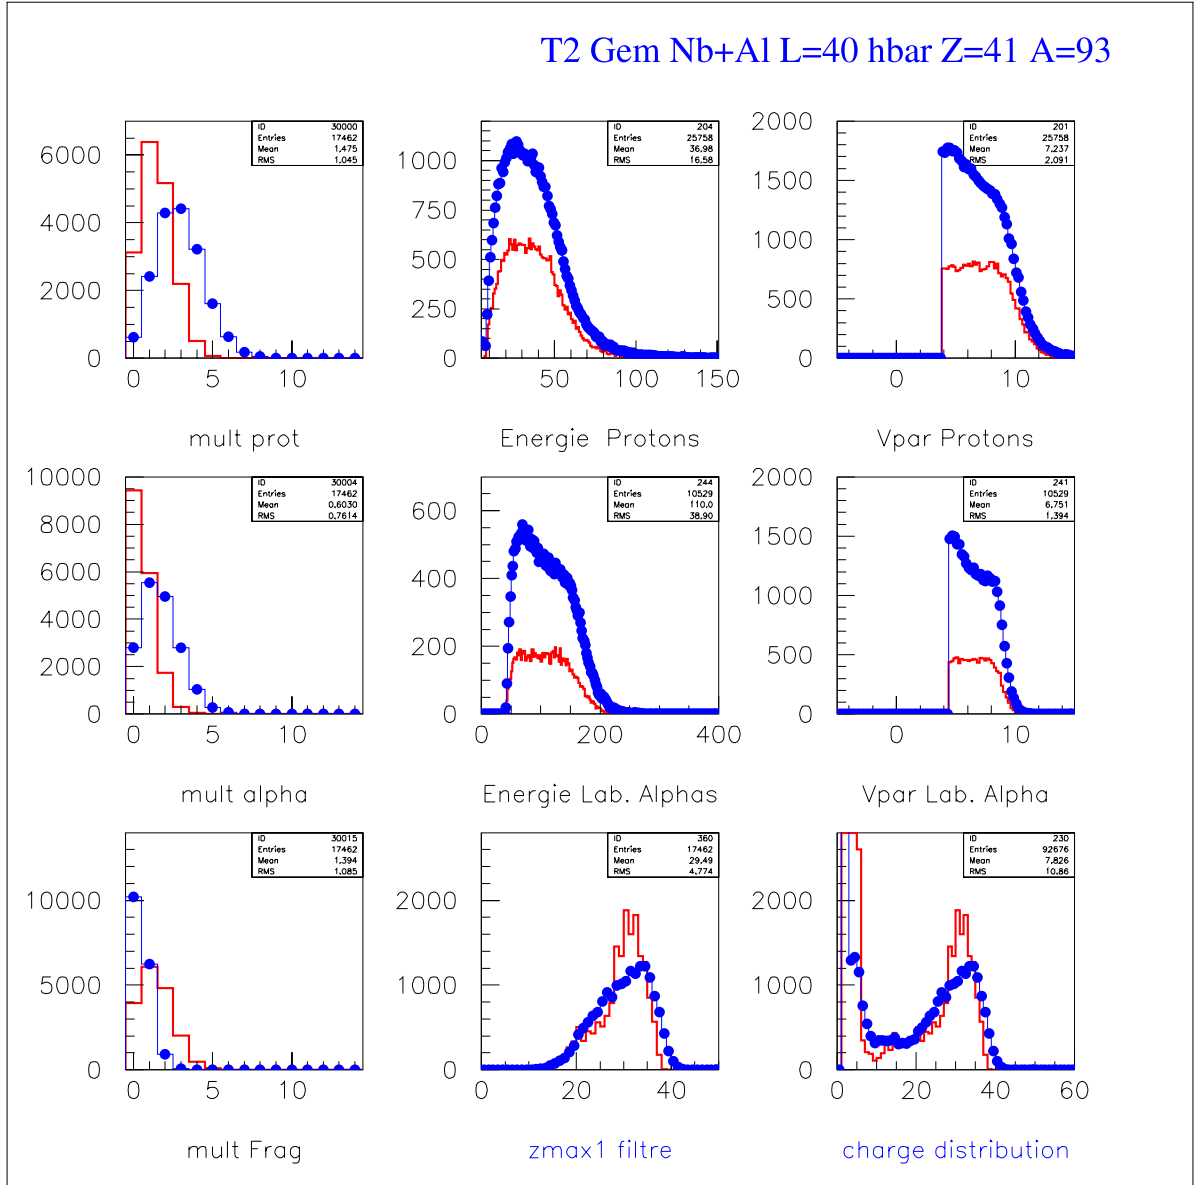 T2 Gem Nb+Al L=40 hbar Z=41 A=93
ID 30000
Entries 17462
Mean 1.475
RMS 1.045
6000
4000
2000
0
0 5 10
mult prot
ID 204
Entries 25758
Mean 36.98
RMS 16.58
1000
750
500
250
0
50 100 150
Energie Protons
ID 201
Entries 25758
Mean 7.237
RMS 2.091
2000
1500
1000
500
0
0 10
Vpar Protons
ID 30004
Entries 17462
Mean 0.6030
RMS 0.7614
10000
8000
6000
4000
2000
0
0 5 10
mult alpha
ID 244
Entries 10529
Mean 110.0
RMS 38.90
600
400
200
0
0 200 400
Energie Lab. Alphas
ID 241
Entries 10529
Mean 6.751
RMS 1.394
2000
1500
1000
500
0
0 10
Vpar Lab. Alpha
ID 30015
Entries 17462
Mean 1.394
RMS 1.085
10000
5000
0
0 5 10
mult Frag
ID 360
Entries 17462
Mean 29.49
RMS 4.774
2000
1000
0
0 20 40
zmax1 filtre
ID 230
Entries 92676
Mean 7.826
RMS 10.86
2000
1000
0
0 20 40 60
charge distribution